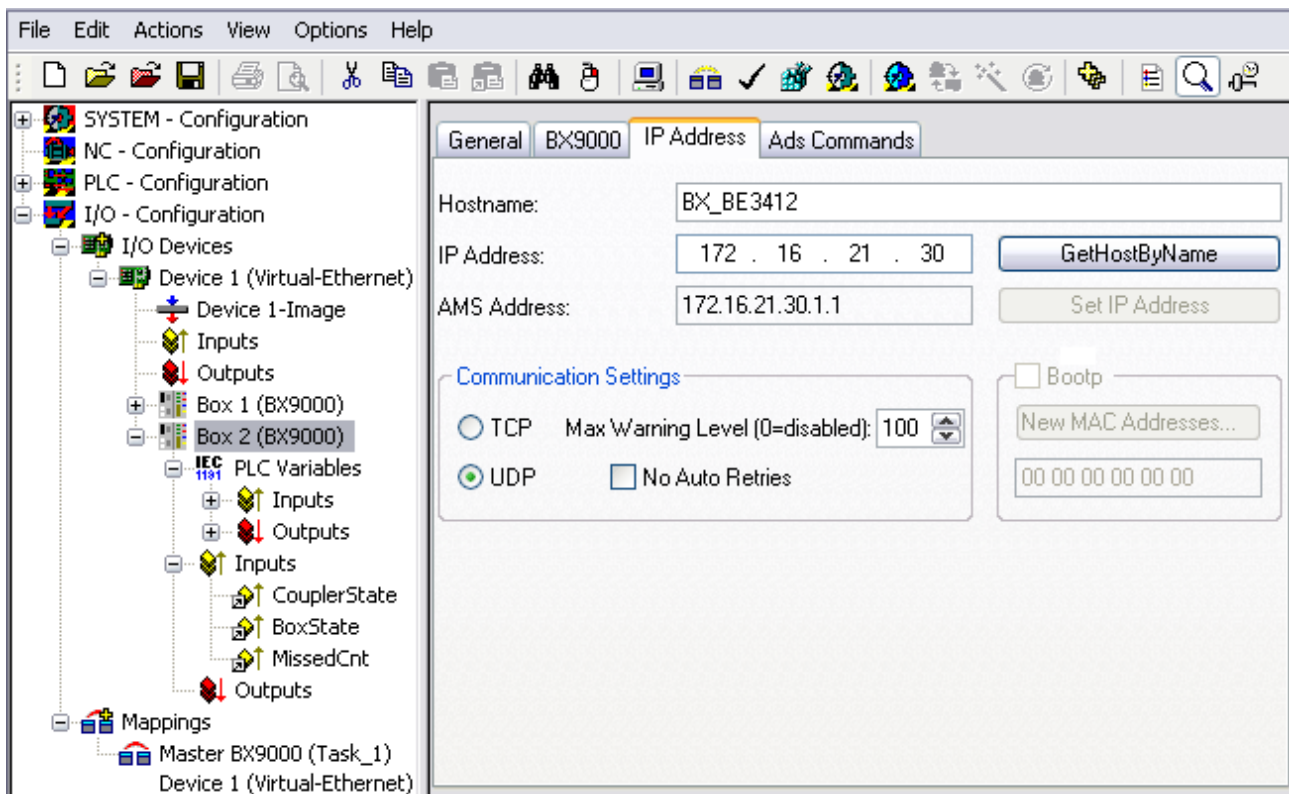 File Edit Actions View Options Help
SYSTEM - Configuration
NC - Configuration
PLC - Configuration
I/O - Configuration
I/O Devices
Device 1 (Virtual-Ethernet)
Device 1-Image
Inputs
Outputs
Box 1 (BX9000)
Box 2 (BX9000)
IEC 1131 PLC Variables
Inputs
Outputs
Inputs
CouplerState
BoxState
MissedCnt
Outputs
Mappings
Master BX9000 (Task_1)
Device 1 (Virtual-Ethernet)
General BX9000 IP Address Ads Commands
Hostname: BX_BE3412
IP Address: 172 . 16 . 21 . 30 GetHostByName
AMS Address: 172.16.21.30.1.1 Set IP Address
Communication Settings Bootp
TCP Max Warning Level (0=disabled): 100 New MAC Addresses...
UDP No Auto Retries 00 00 00 00 00 00